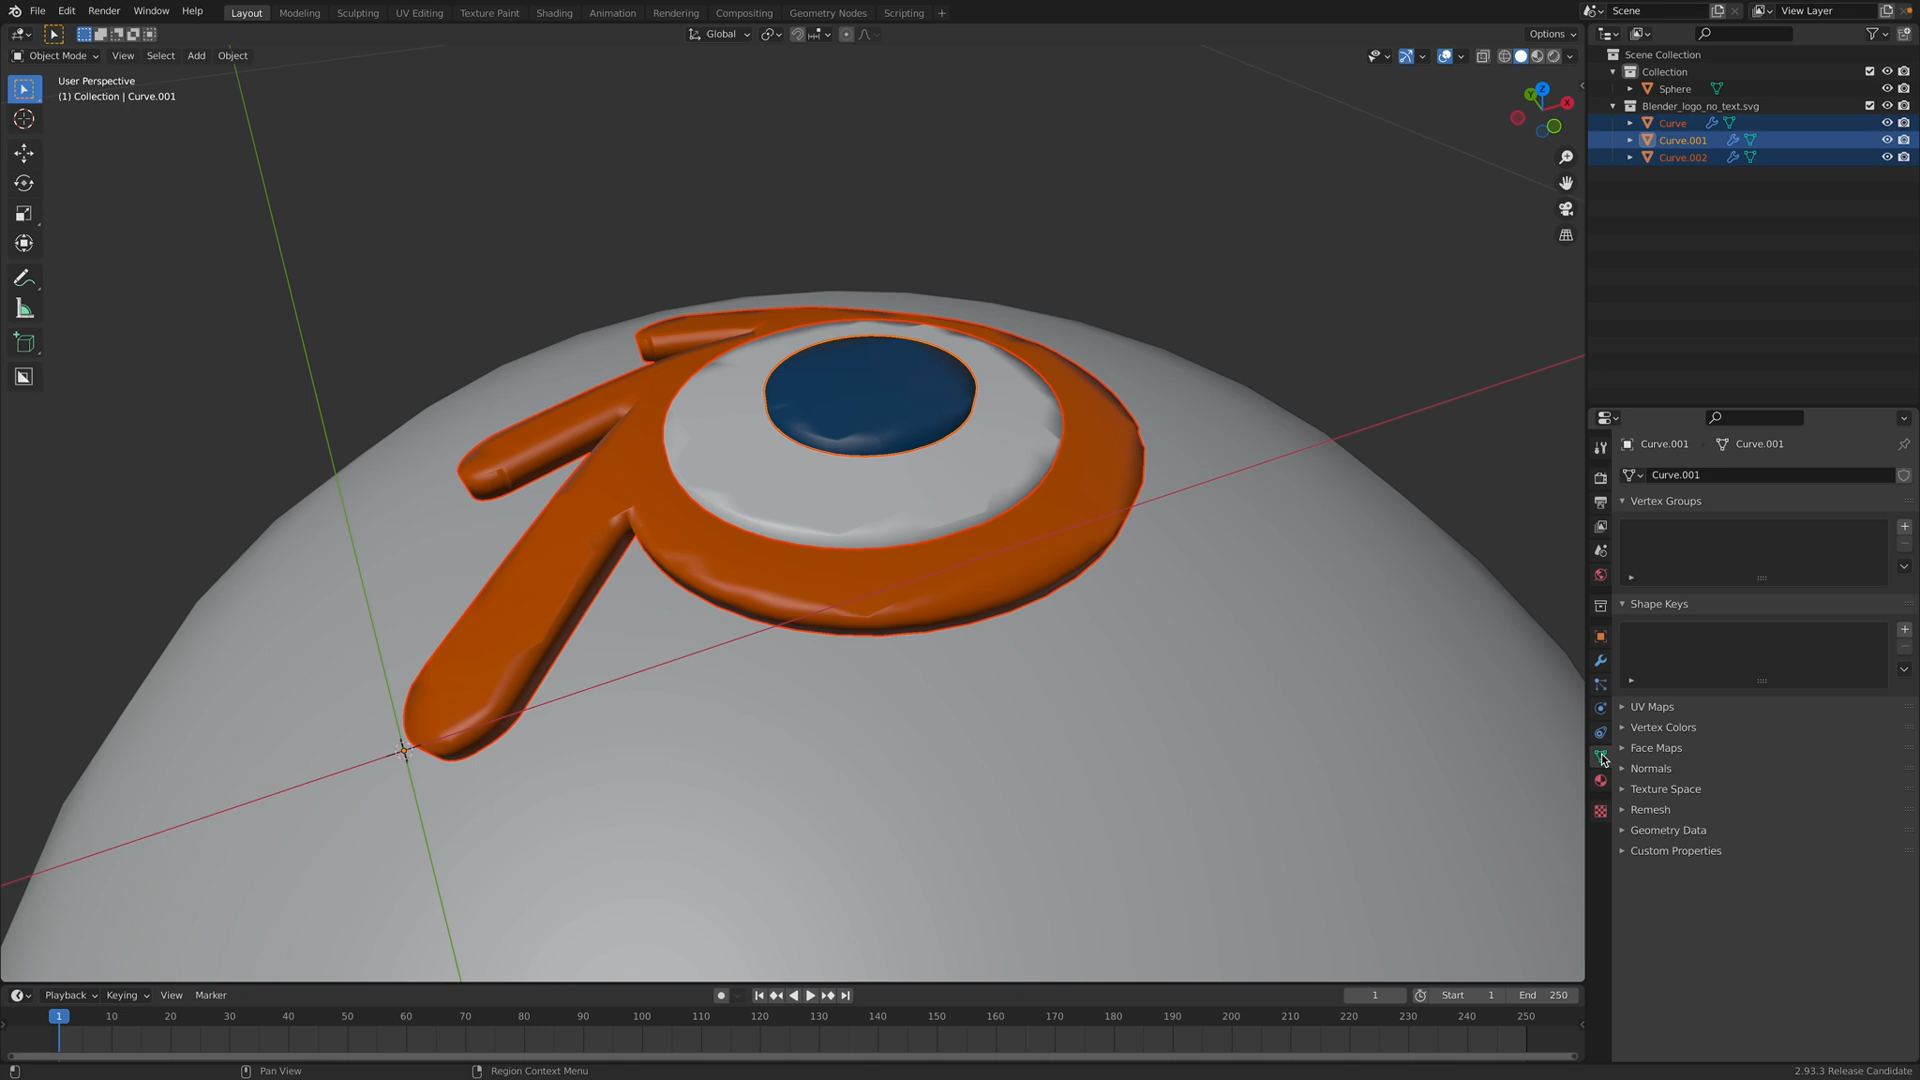 File Edit Render Window Help Layout Modeling Sculpting UV Editing Texture Paint Shading Animation Rendering Compositing Geometry Nodes Scripting + Scene View Layer
Global Options
Object Mode View Select Add Object
User Perspective
(1) Collection | Curve.001
Z
Y
X
Scene Collection
Collection
Sphere
Blender_logo_no_text.svg
Curve
Curve.001
Curve.002
Curve.001 Curve.001
Curve.001
Vertex Groups
Shape Keys
UV Maps
Vertex Colors
Face Maps
Normals
Texture Space
Remesh
Geometry Data
Custom Properties
Playback Keying View Marker 1 Start 1 End 250
1 10 20 30 40 50 60 70 80 90 100 110 120 130 140 150 160 170 180 190 200 210 220 230 240 250
Pan View Region Context Menu 2.93.3 Release Candidate